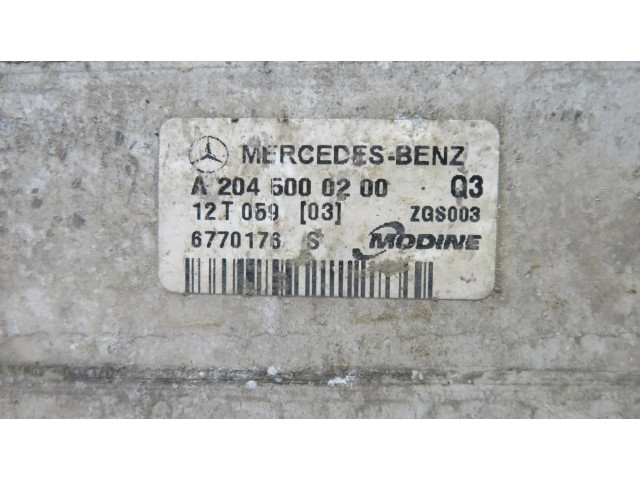 MERCEDES-BENZ
A 204 500 02 00 Q3
12 T 059 [03] ZGS003
6770176 S MODINE